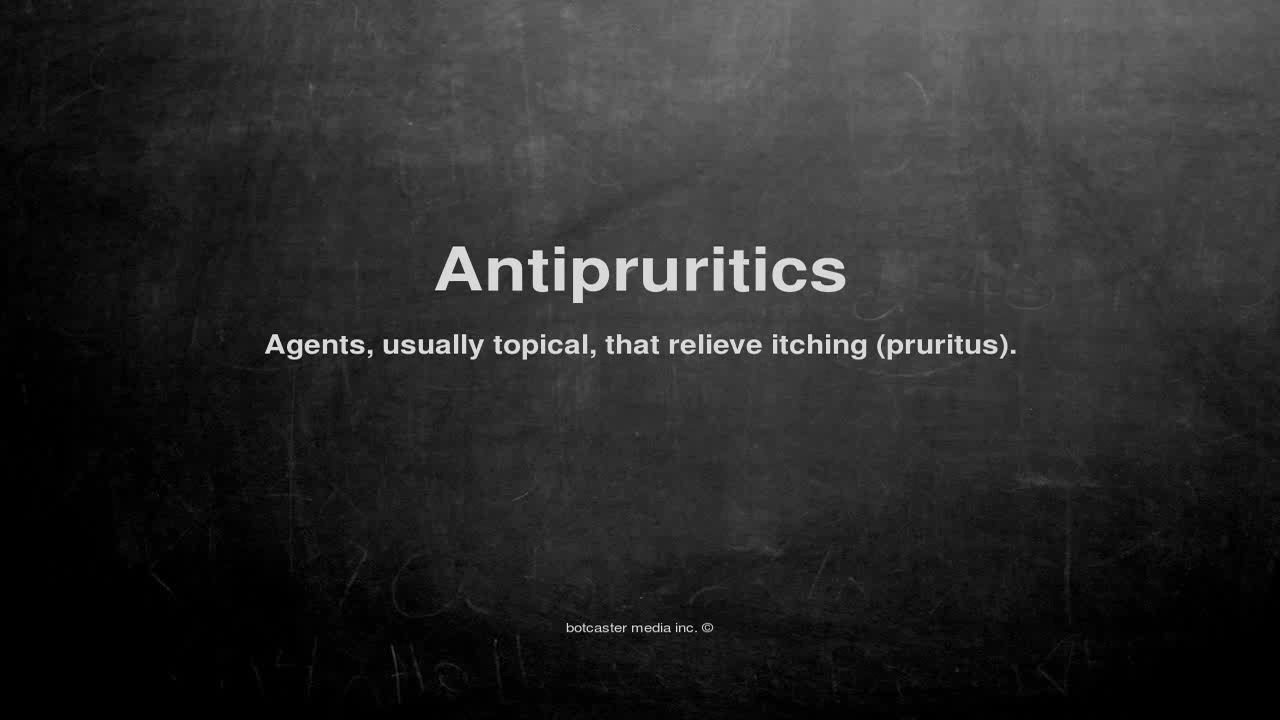 Antipruritics
Agents, usually topical, that relieve itching (pruritus).
botcaster media inc. ©